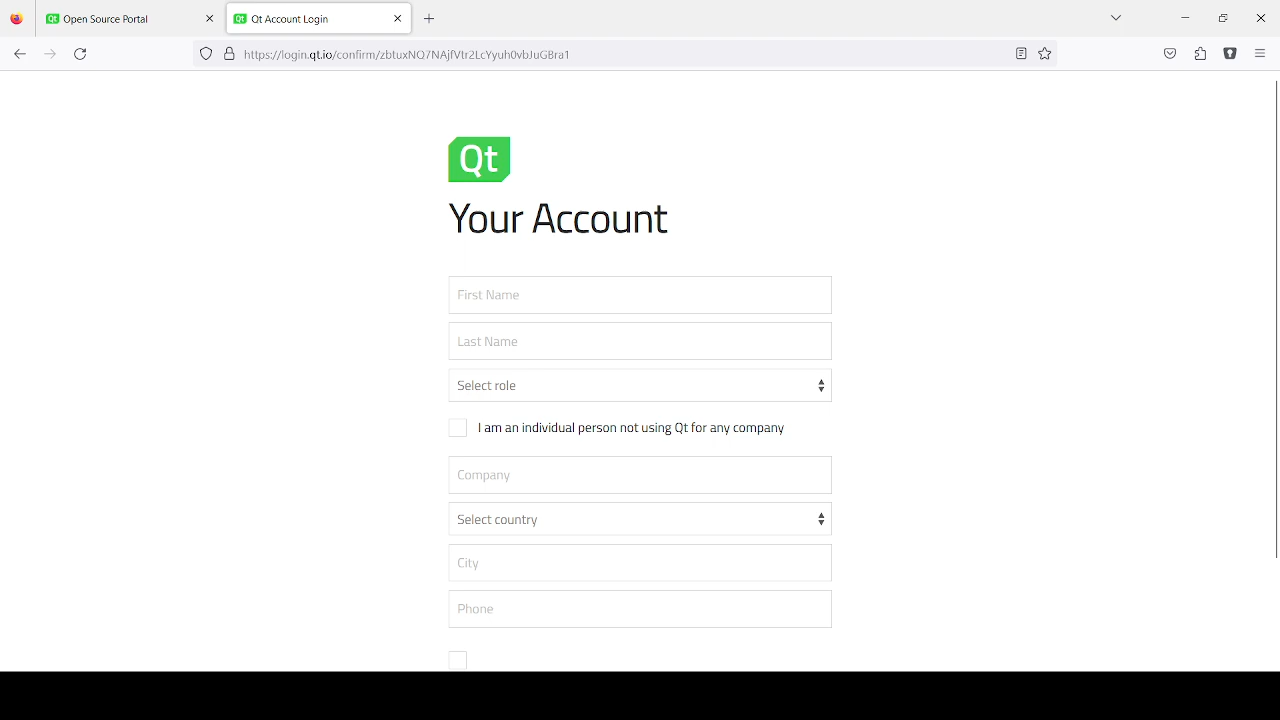 Open Source Portal
Qt Account Login
https://login.qt.io/confirm/zbtuxNQ7NAjfVtr2LcYyuh0vbIuGBra1
Qt
Your Account
First Name
Last Name
Select role
I am an individual person not using Qt for any company
Company
Select country
City
Phone